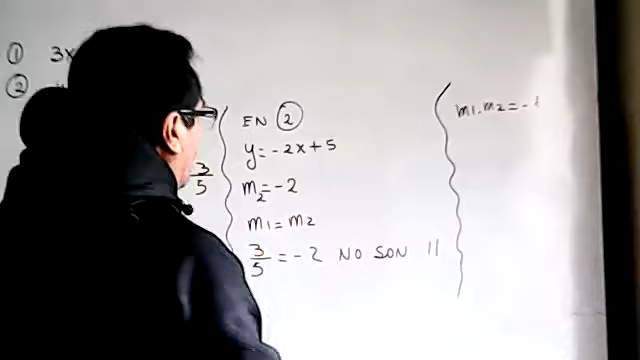 ① 3x
②
3
5
EN ②
y = -2x + 5
m₂ = -2
m₁ = m₂
3/5 = -2 NO SON ||
m₁ . m₂ = - 1